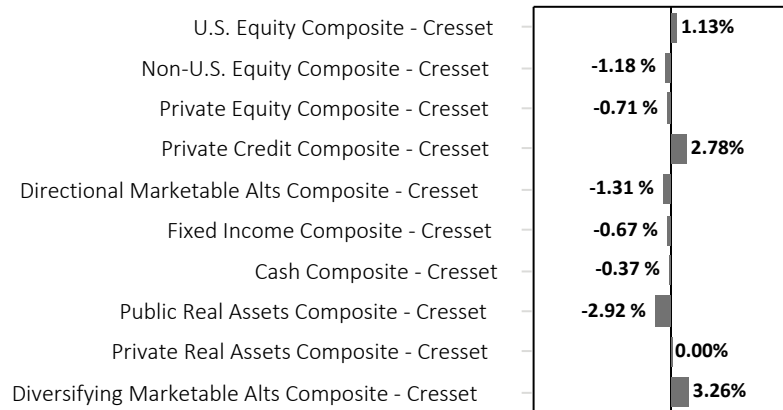 U.S. Equity Composite - Cresset 1.13%
Non-U.S. Equity Composite - Cresset -1.18 %
Private Equity Composite - Cresset -0.71 %
Private Credit Composite - Cresset 2.78%
Directional Marketable Alts Composite - Cresset -1.31 %
Fixed Income Composite - Cresset -0.67 %
Cash Composite - Cresset -0.37 %
Public Real Assets Composite - Cresset -2.92 %
Private Real Assets Composite - Cresset 0.00%
Diversifying Marketable Alts Composite - Cresset 3.26%